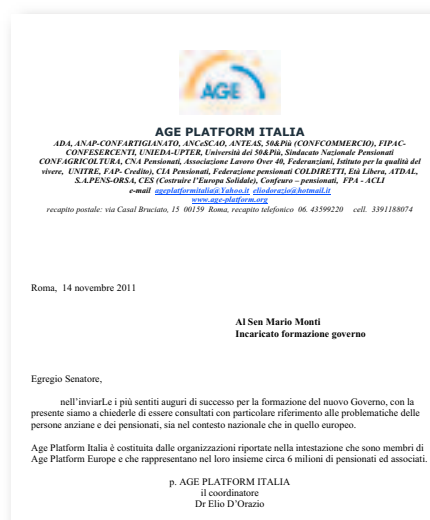 AGE
AGE PLATFORM ITALIA
ADA, ANAP-CONFARTIGIANATO, ANCeSCAO, ANTEAS, 50&Più (CONFCOMMERCIO), FIPAC-
CONFESERCENTI, UNIEDA-UPTER, Università dei 50&Più, Sindacato Nazionale Pensionati
CONFAGRICOLTURA, CNA Pensionati, Associazione Lavoro Over 40, Federanziani, Istituto per la qualità del
vivere, UNITRE, FAP- Credito), CIA Pensionati, Federazione pensionati COLDIRETTI, Età Libera, ATDAL,
S.A.PENS-ORSA, CES (Costruire l'Europa Solidale), Confeuro – pensionati, FPA - ACLI
e-mail ageplatformitalia@Yahoo.it eliodorazio@hotmail.it
www.age-platform.org
recapito postale: via Casal Bruciato, 15 00159 Roma, recapito telefonico 06. 43599220 cell. 3391188074
Roma, 14 novembre 2011
Al Sen Mario Monti
Incaricato formazione governo
Egregio Senatore,
nell'inviarLe i più sentiti auguri di successo per la formazione del nuovo Governo, con la
presente siamo a chiederle di essere consultati con particolare riferimento alle problematiche delle
persone anziane e dei pensionati, sia nel contesto nazionale che in quello europeo.
Age Platform Italia è costituita dalle organizzazioni riportate nella intestazione che sono membri di
Age Platform Europe e che rappresentano nel loro insieme circa 6 milioni di pensionati ed associati.
p. AGE PLATFORM ITALIA
il coordinatore
Dr Elio D'Orazio